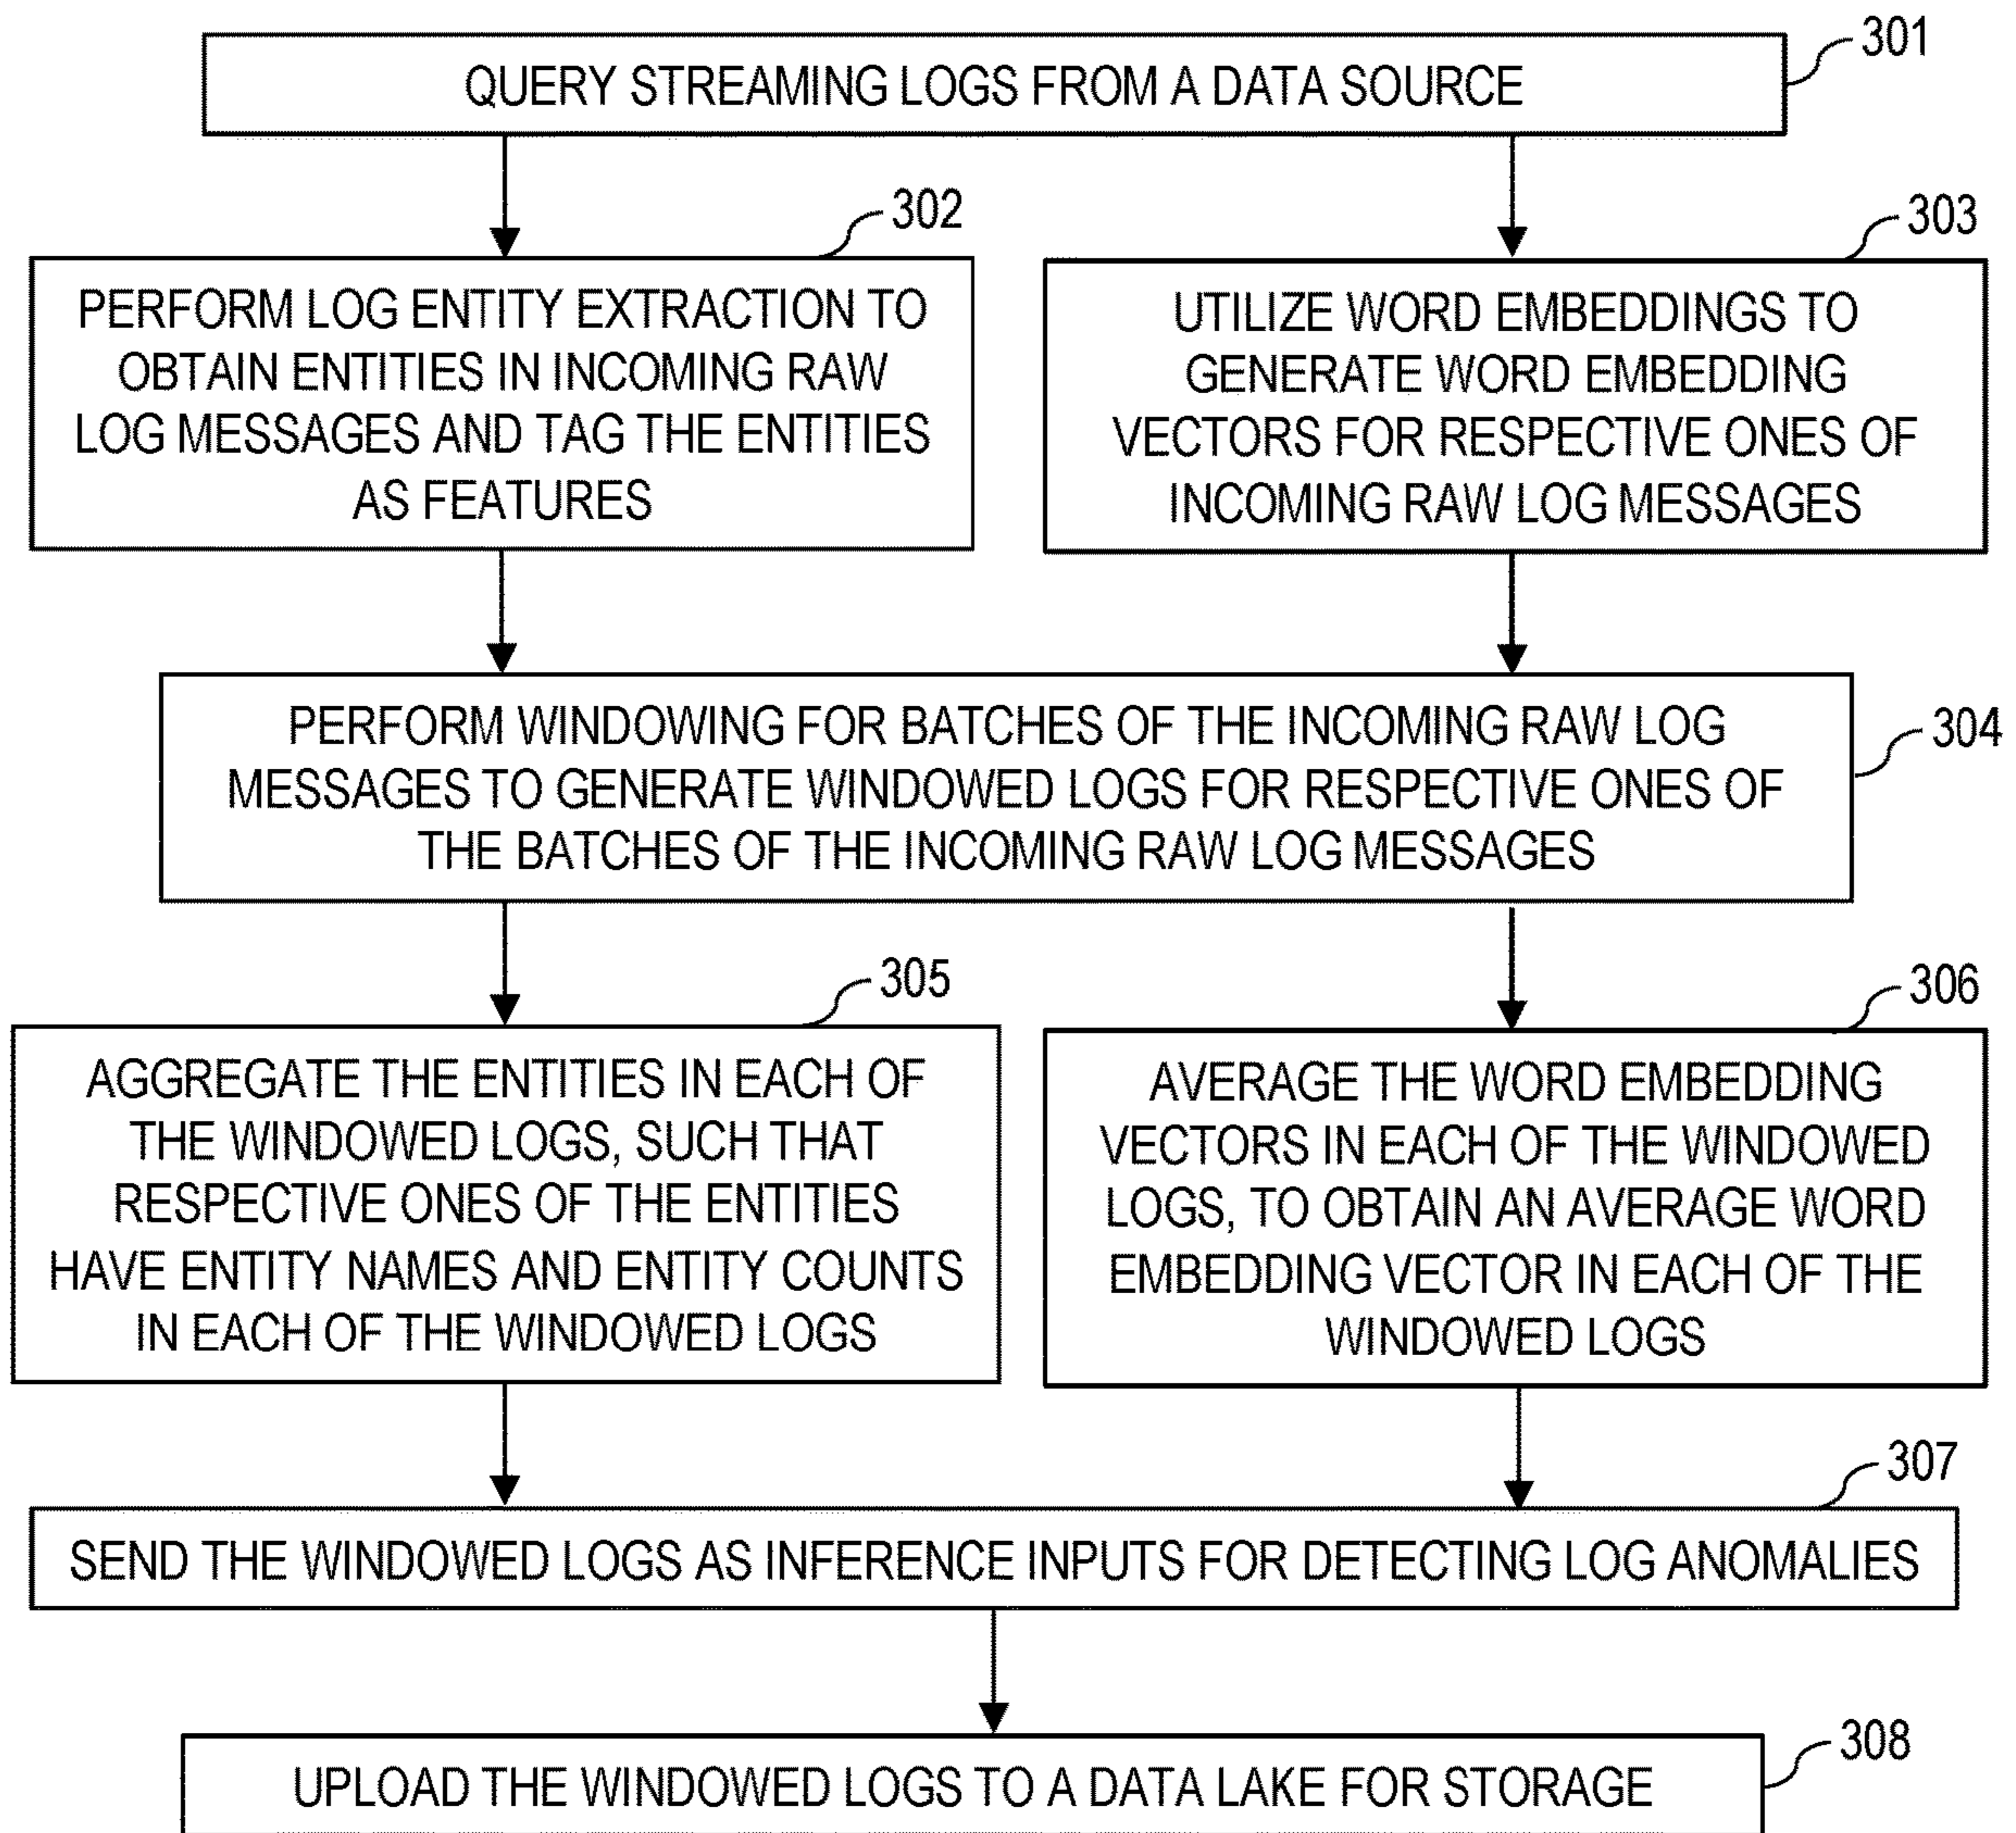 301
QUERY STREAMING LOGS FROM A DATA SOURCE
302
PERFORM LOG ENTITY EXTRACTION TO
OBTAIN ENTITIES IN INCOMING RAW
LOG MESSAGES AND TAG THE ENTITIES
AS FEATURES
303
UTILIZE WORD EMBEDDINGS TO
GENERATE WORD EMBEDDING
VECTORS FOR RESPECTIVE ONES OF
INCOMING RAW LOG MESSAGES
304
PERFORM WINDOWING FOR BATCHES OF THE INCOMING RAW LOG
MESSAGES TO GENERATE WINDOWED LOGS FOR RESPECTIVE ONES OF
THE BATCHES OF THE INCOMING RAW LOG MESSAGES
305
AGGREGATE THE ENTITIES IN EACH OF
THE WINDOWED LOGS, SUCH THAT
RESPECTIVE ONES OF THE ENTITIES
HAVE ENTITY NAMES AND ENTITY COUNTS
IN EACH OF THE WINDOWED LOGS
306
AVERAGE THE WORD EMBEDDING
VECTORS IN EACH OF THE WINDOWED
LOGS, TO OBTAIN AN AVERAGE WORD
EMBEDDING VECTOR IN EACH OF THE
WINDOWED LOGS
307
SEND THE WINDOWED LOGS AS INFERENCE INPUTS FOR DETECTING LOG ANOMALIES
308
UPLOAD THE WINDOWED LOGS TO A DATA LAKE FOR STORAGE